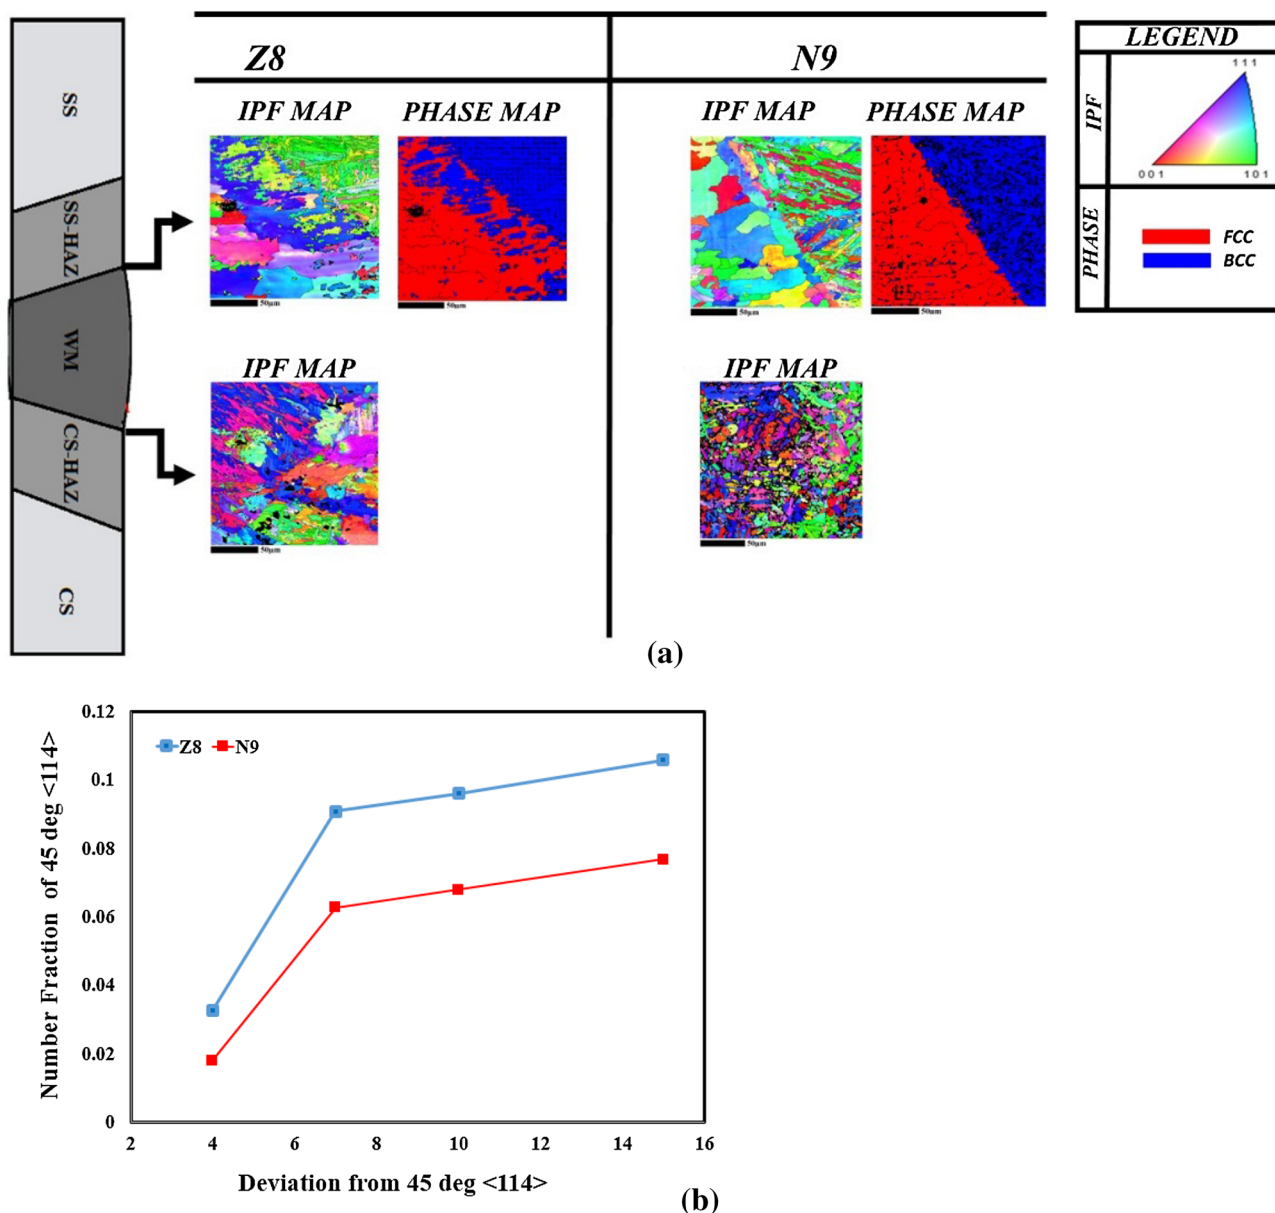 Z8
N9
LEGEND
IPF MAP
PHASE MAP
IPF MAP
PHASE MAP
IPF
111
001
101
50μm
50μm
50μm
50μm
PHASE
FCC
BCC
SS
SS-HAZ
WM
CS-HAZ
CS
IPF MAP
IPF MAP
50μm
50μm
(a)
0.12
0.1
0.08
0.06
0.04
0.02
0
Number Fraction of 45 deg <114>
Z8
N9
2
4
6
8
10
12
14
16
Deviation from 45 deg <114>
(b)